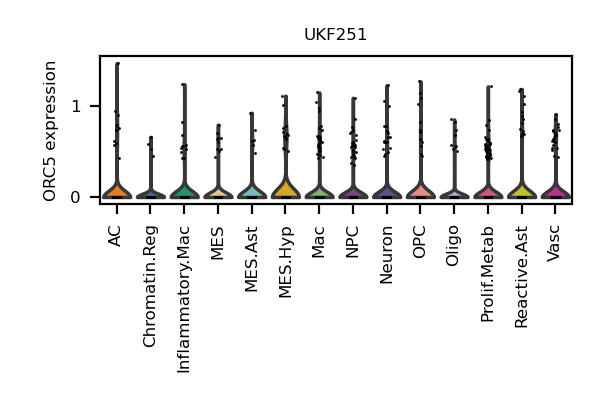 UKF251
ORC5 expression
1
0
AC
Chromatin.Reg
Inflammatory.Mac
MES
MES.Ast
MES.Hyp
Mac
NPC
Neuron
OPC
Oligo
Prolif.Metab
Reactive.Ast
Vasc